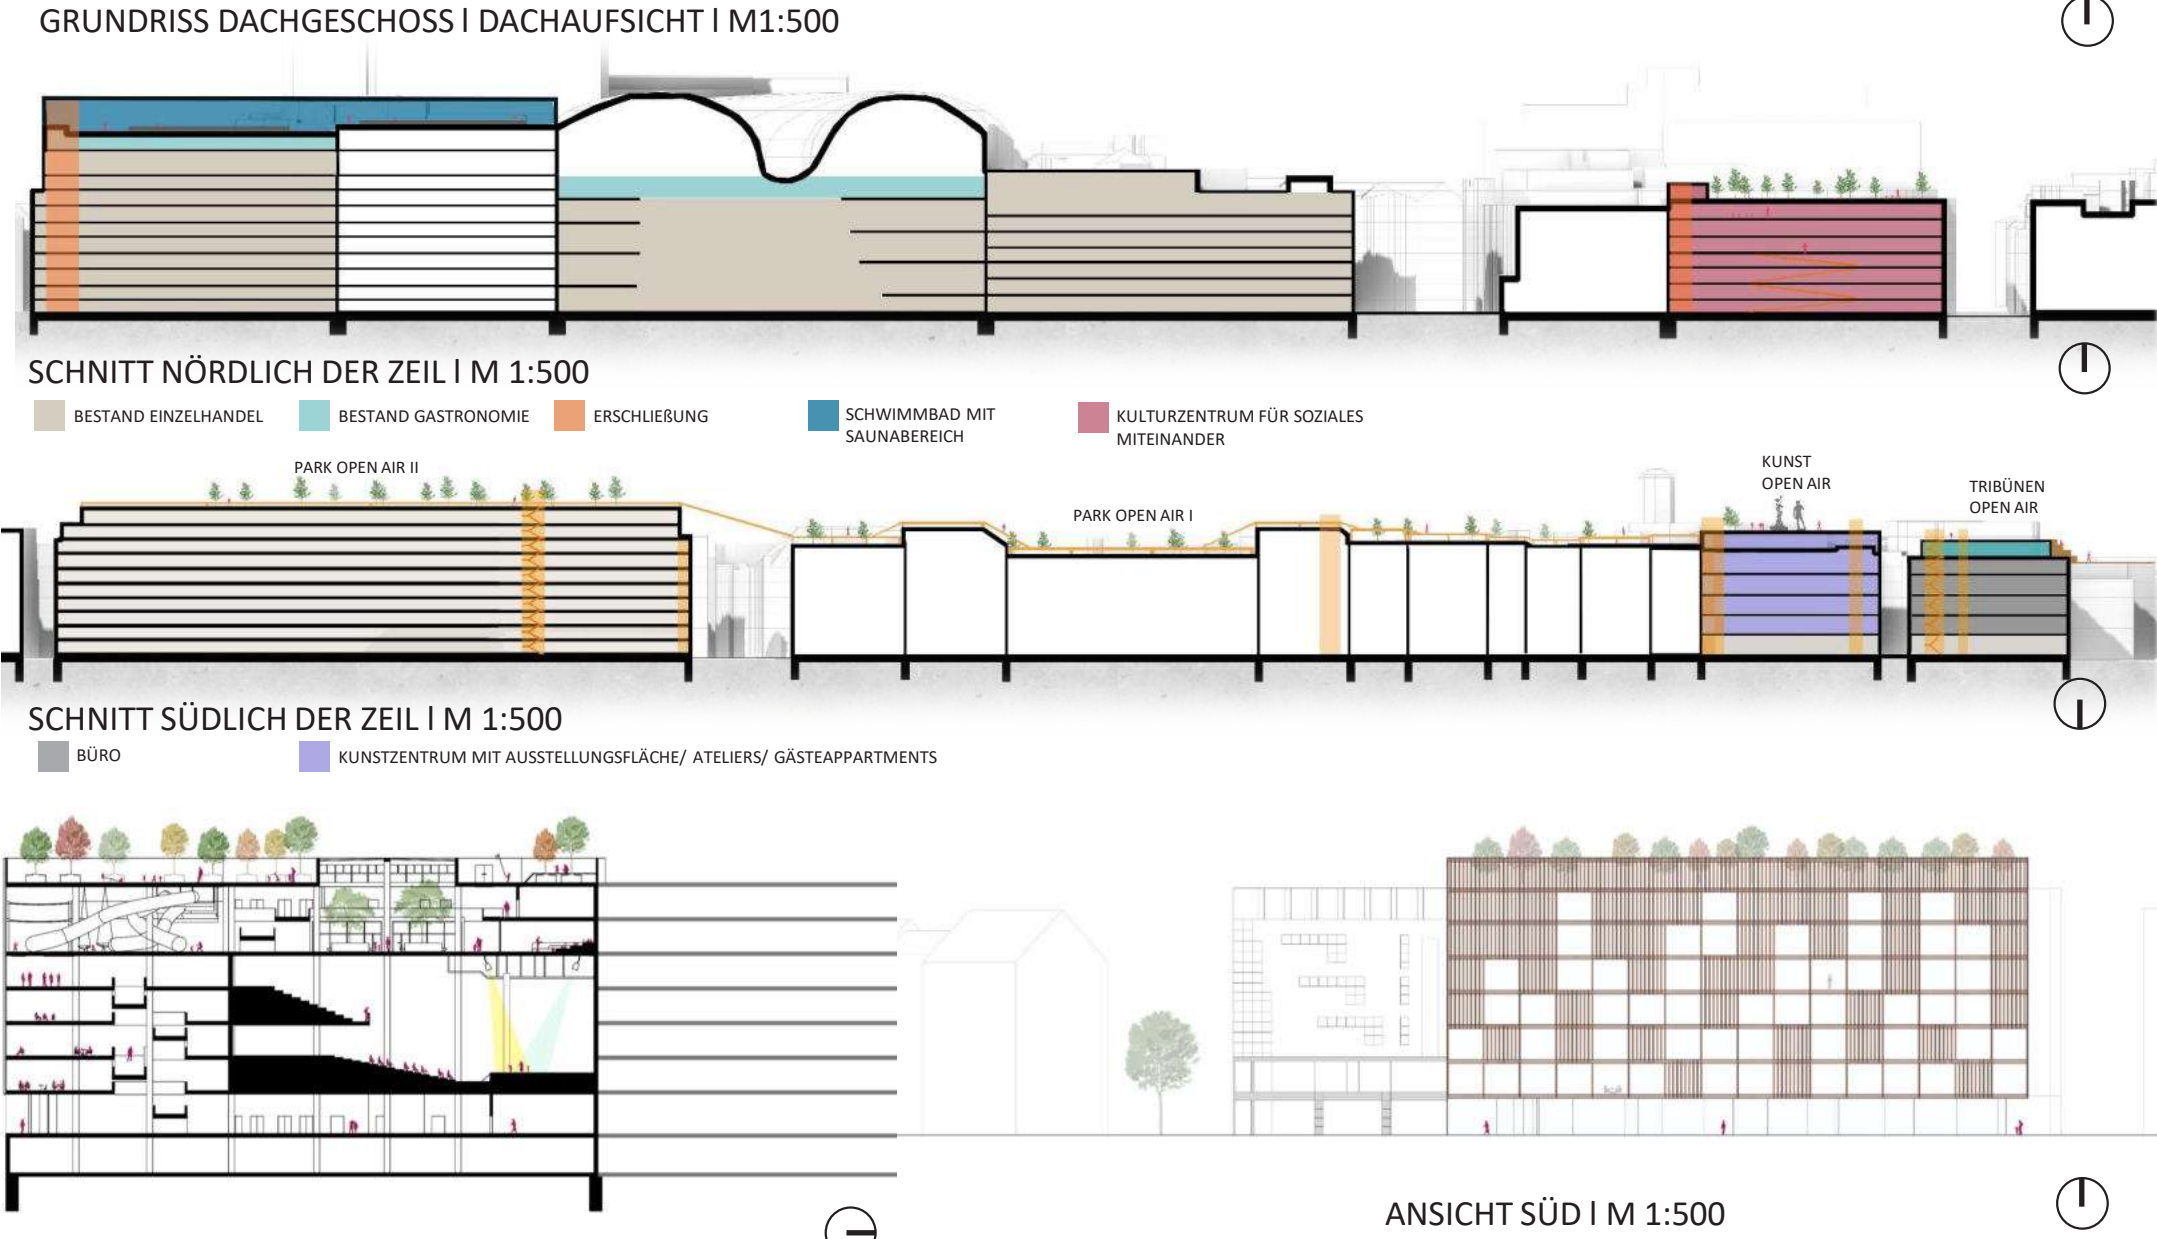 GRUNDRISS DACHGESCHOSS l DACHAUFSICHT l M1:500
SCHNITT NÖRDLICH DER ZEIL l M 1:500
BESTAND EINZELHANDEL
BESTAND GASTRONOMIE
ERSCHLIEßUNG
SCHWIMMBAD MIT
SAUNABEREICH
KULTURZENTRUM FÜR SOZIALES
MITEINANDER
PARK OPEN AIR II
PARK OPEN AIR I
KUNST
OPEN AIR
TRIBÜNEN
OPEN AIR
SCHNITT SÜDLICH DER ZEIL l M 1:500
BÜRO
KUNSTZENTRUM MIT AUSSTELLUNGSFLÄCHE/ ATELIERS/ GÄSTEAPPARTMENTS
ANSICHT SÜD l M 1:500